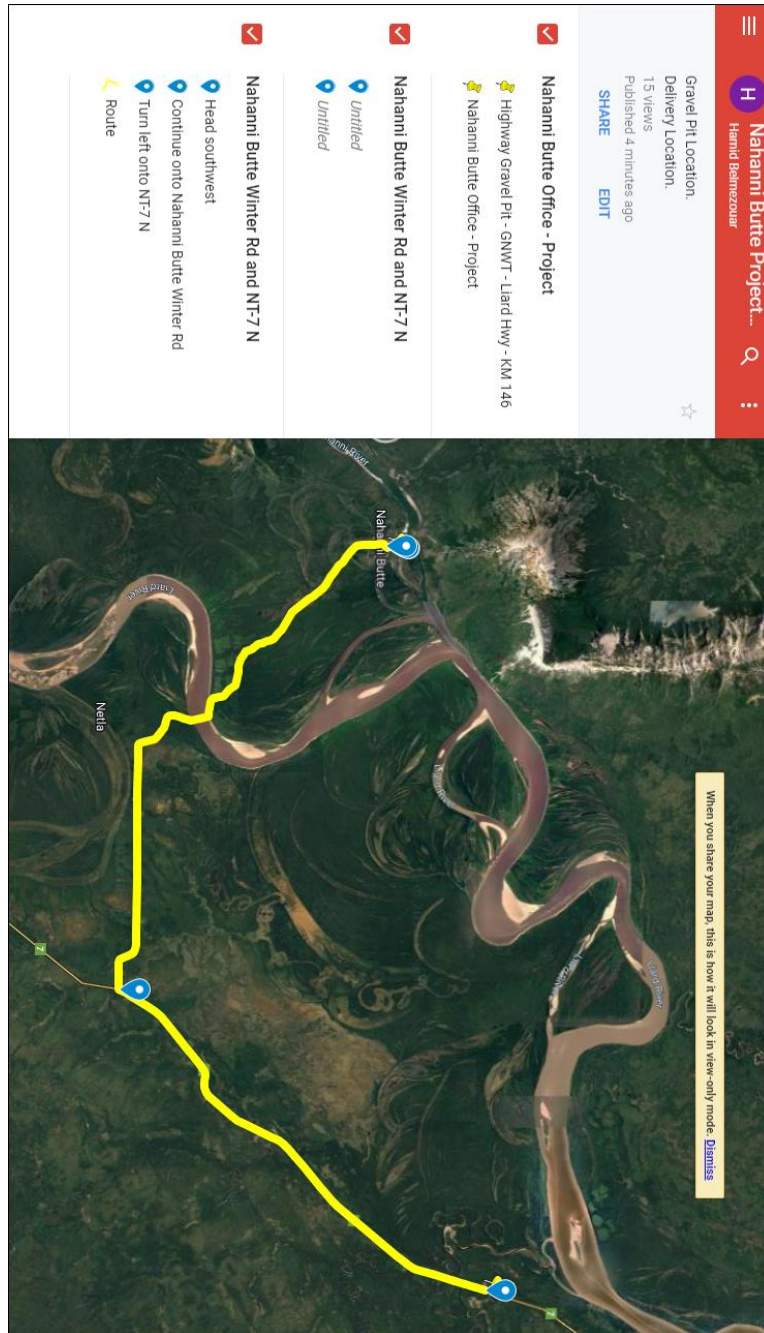 H
Nahanni Butte Project...
Hamid Belmezouar
Gravel Pit Location.
Delivery Location.
15 views
Published 4 minutes ago
SHARE
EDIT
Nahanni Butte Office - Project
Highway Gravel Pit - GNWT - Liard Hwy - KM 146
Nahanni Butte Office - Project
Nahanni Butte Winter Rd and NT-7 N
Untitled
Untitled
Nahanni Butte Winter Rd and NT-7 N
Head southwest
Continue onto Nahanni Butte Winter Rd
Turn left onto NT-7 N
Route
When you share your map, this is how it will look in view-only mode. Dismiss
Nahanni Butte
Liard River
Netla
Liard River
7
7